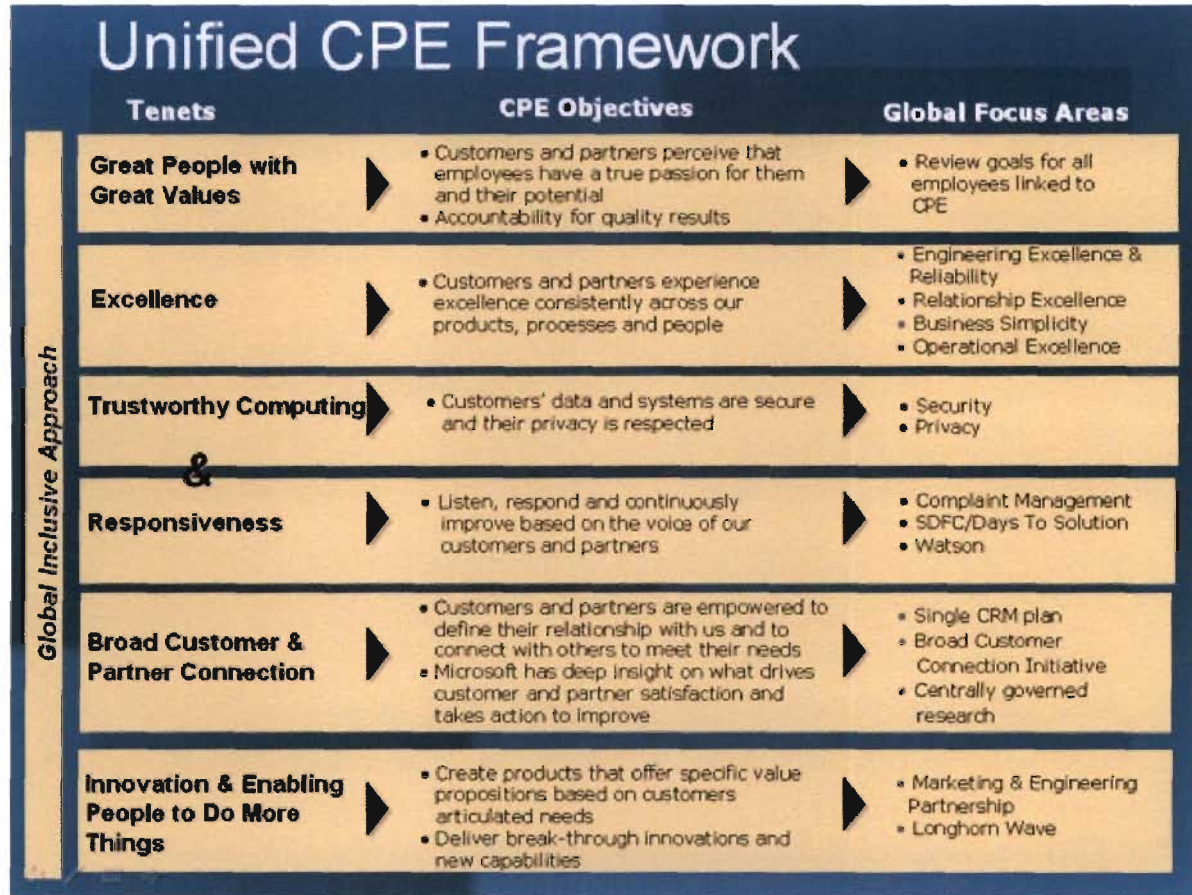 Unified CPE Framework
Tenets
CPE Objectives
Global Focus Areas
Global Inclusive Approach
Great People with
Great Values
• Customers and partners perceive that
employees have a true passion for them
and their potential
• Accountability for quality results
• Review goals for all
employees linked to
CPE
Excellence
• Customers and partners experience
excellence consistently across our
products, processes and people
• Engineering Excellence &
Reliability
• Relationship Excellence
• Business Simplicity
• Operational Excellence
Trustworthy Computing
• Customers' data and systems are secure
and their privacy is respected
• Security
• Privacy
&
Responsiveness
• Listen, respond and continuously
improve based on the voice of our
customers and partners
• Complaint Management
• SDFC/Days To Solution
• Watson
Broad Customer &
Partner Connection
• Customers and partners are empowered to
define their relationship with us and to
connect with others to meet their needs
• Microsoft has deep insight on what drives
customer and partner satisfaction and
takes action to improve
• Single CRM plan
• Broad Customer
Connection Initiative
• Centrally governed
research
Innovation & Enabling
People to Do More
Things
• Create products that offer specific value
propositions based on customers
articulated needs
• Deliver break-through innovations and
new capabilities
• Marketing & Engineering
Partnership
• Longhorn Wave